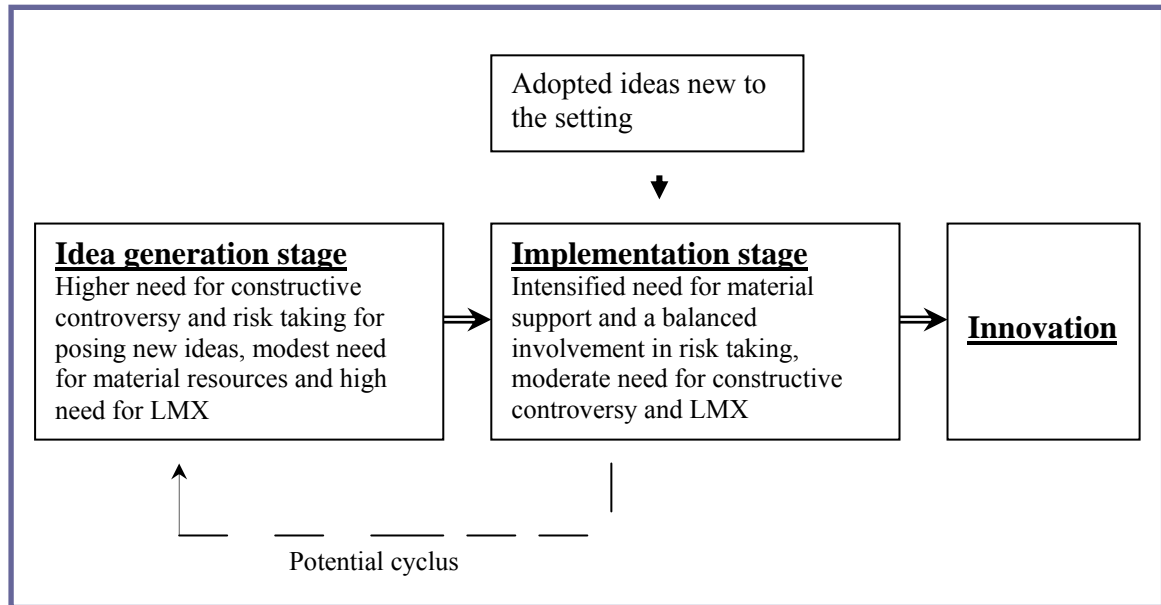 Adopted ideas new to
the setting
Idea generation stage
Higher need for constructive
controversy and risk taking for
posing new ideas, modest need
for material resources and high
need for LMX
Implementation stage
Intensified need for material
support and a balanced
involvement in risk taking,
moderate need for constructive
controversy and LMX
Innovation
Potential cyclus